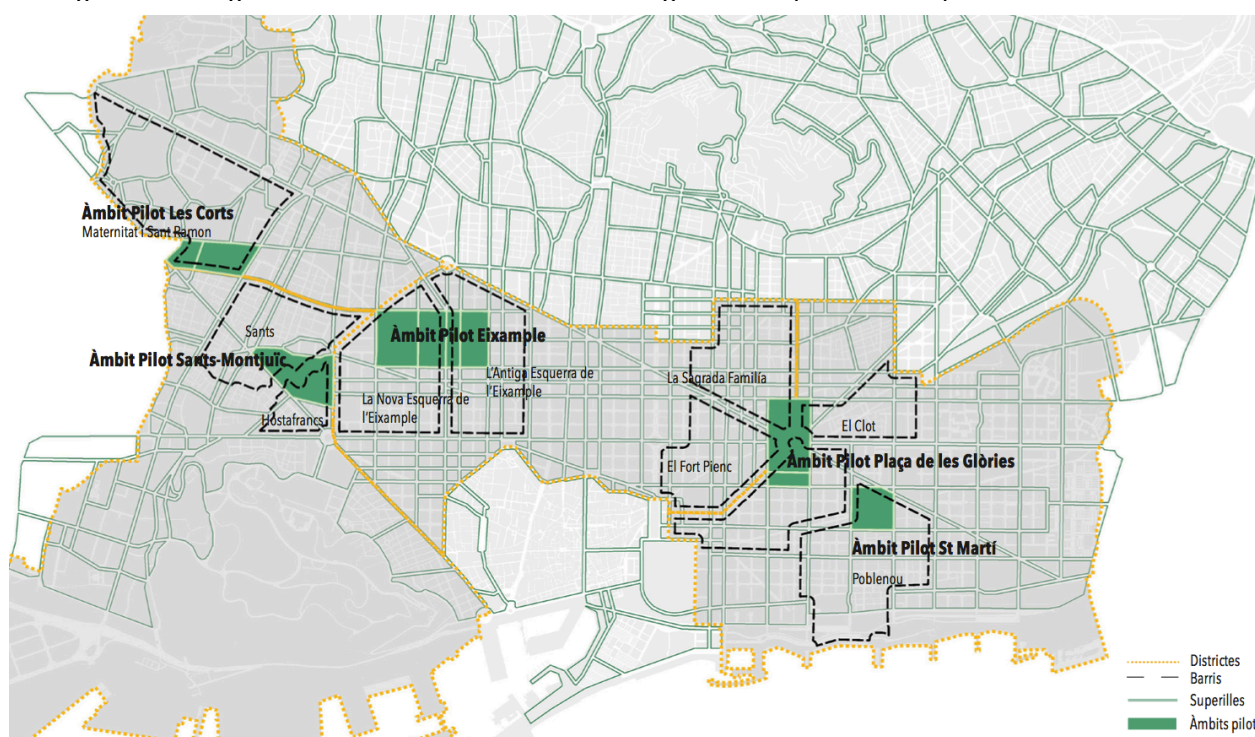 Àmbit Pilot Les Corts
Maternitat i Sant Ramon
Sants
Àmbit Pilot Sants-Montjuïc
Hostafrancs
Àmbit Pilot Eixample
L'Antiga Esquerra de
l'Eixample
La Nova Esquerra de
l'Eixample
La Sagrada Família
El Clot
El Fort Pienc
Àmbit Pilot Plaça de les Glòries
Àmbit Pilot St Martí
Poblenou
Districtes
Barris
Superilles
Àmbits pilot